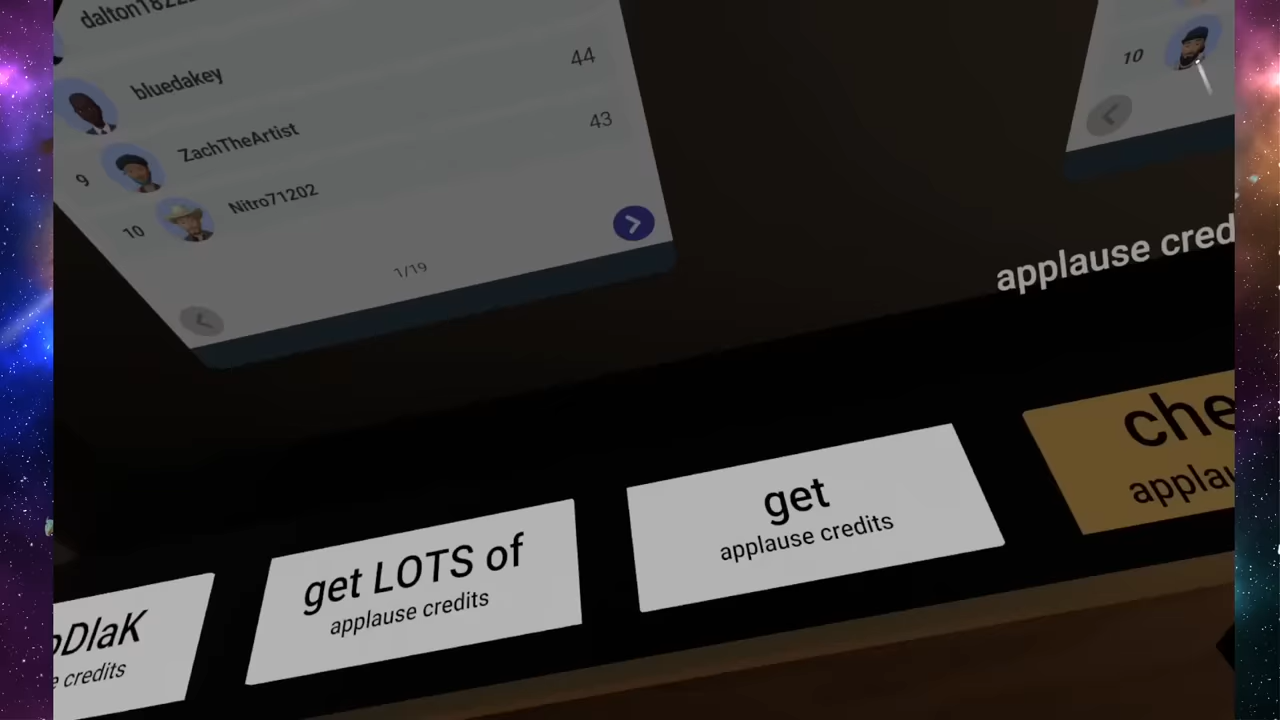 bluedakey 44
9 ZachTheArtist 43
10 Nitro71202
1/19
10
applause cred
che
applau
get
applause credits
get LOTS of
applause credits
DlaK
credits